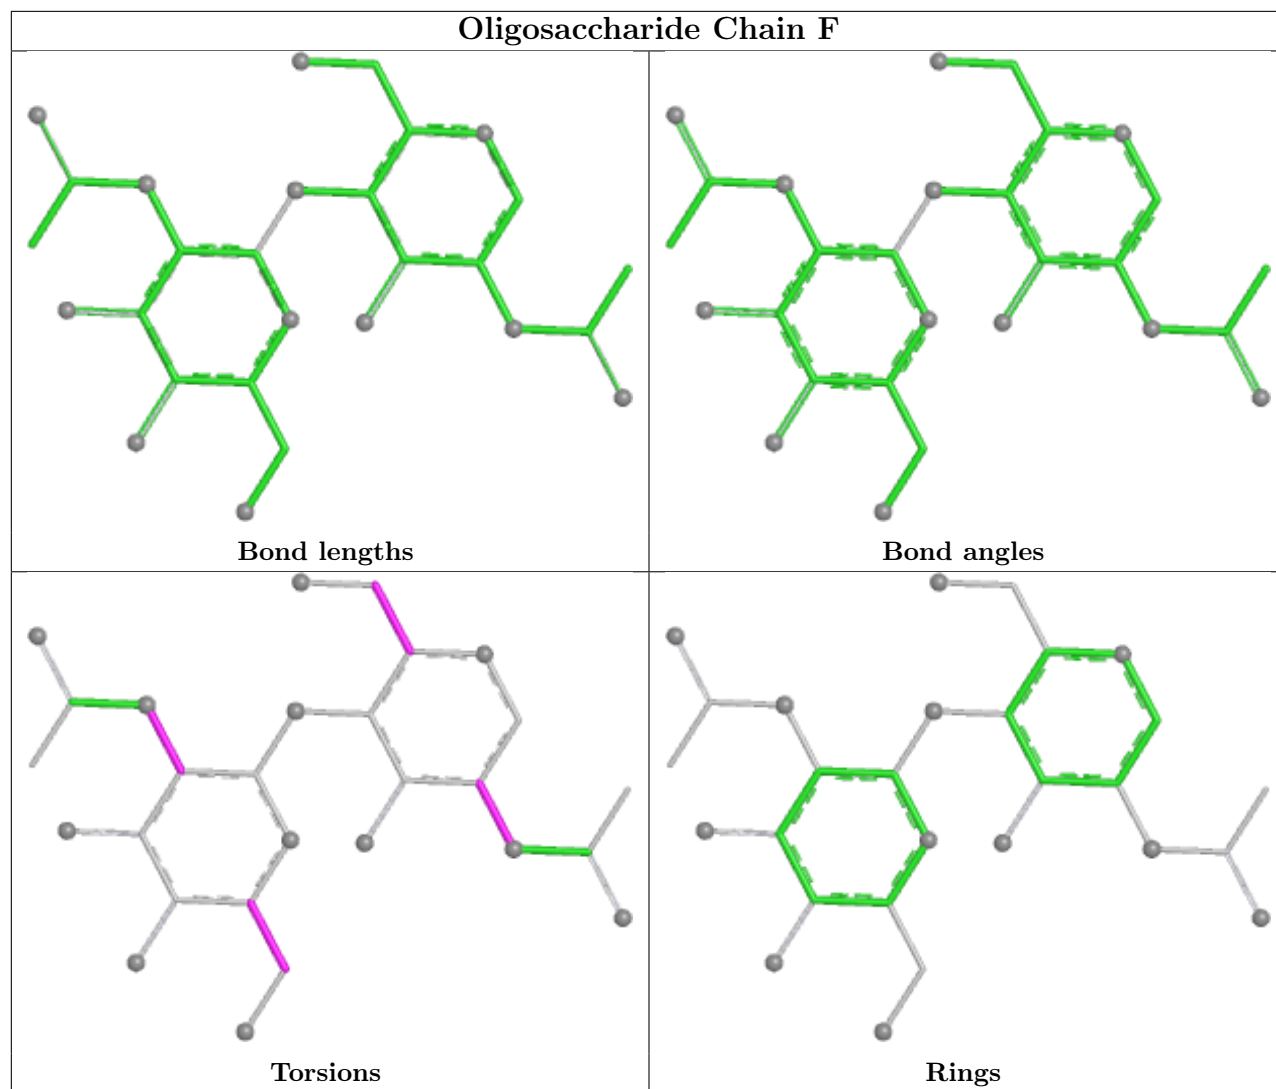 Oligosaccharide Chain F
Bond lengths
Bond angles
Torsions
Rings